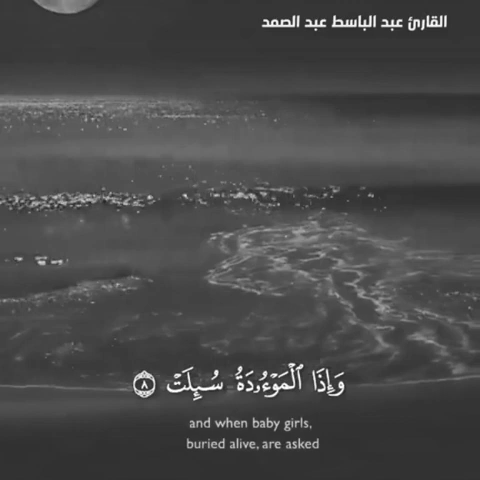 القارئ عبد الباسط عبد الصمد
وَإِذَا ٱلْمَوْءُۥدَةُ سُئِلَتْ ٨
and when baby girls,
buried alive, are asked